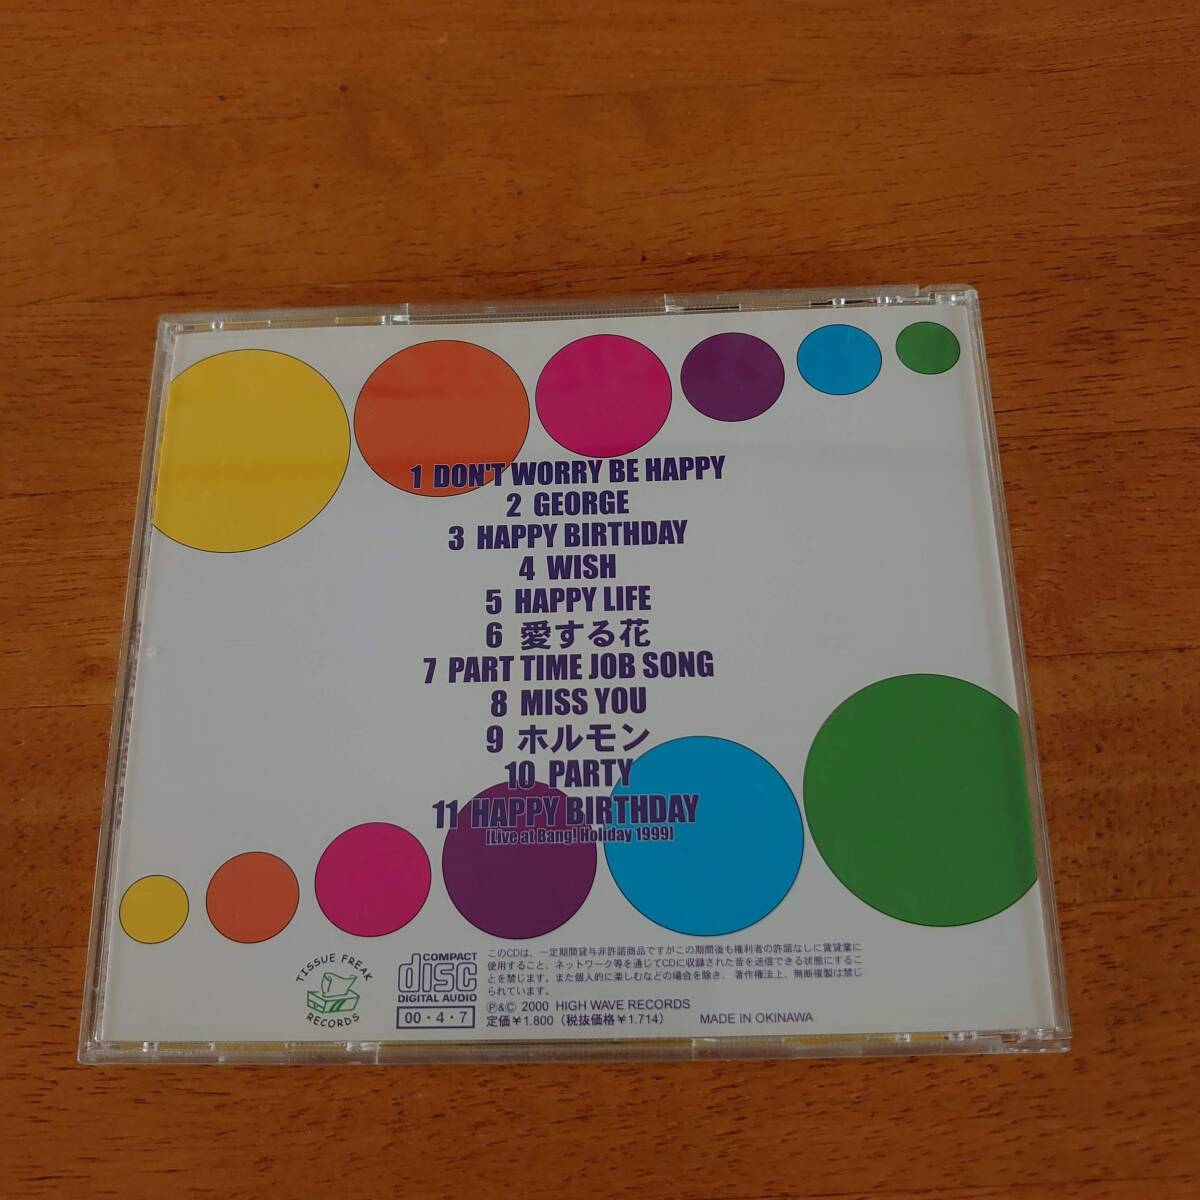 1 DON'T WORRY BE HAPPY
2 GEORGE
3 HAPPY BIRTHDAY
4 WISH
5 HAPPY LIFE
6 愛する花
7 PART TIME JOB SONG
8 MISS YOU
9 ホルモン
10 PARTY
11 HAPPY BIRTHDAY
[Live at Bang! Holiday 1999]
TISSUE FREAK
RECORDS
COMPACT
disc
DIGITAL AUDIO
00・4・7
このCDは、一定期間貸与非許諾商品ですがこの期間後も権利者の許諾なしに賃貸業に
使用すること、ネットワーク等を通じてCDに収録された音を送信できる状態にするこ
とを禁じます。また個人的に楽しむなどの場合を除き、著作権法上、無断複製は禁じ
られています。
Ⓟ&© 2000 HIGH WAVE RECORDS
定価￥1.800（税抜価格￥1.714） MADE IN OKINAWA